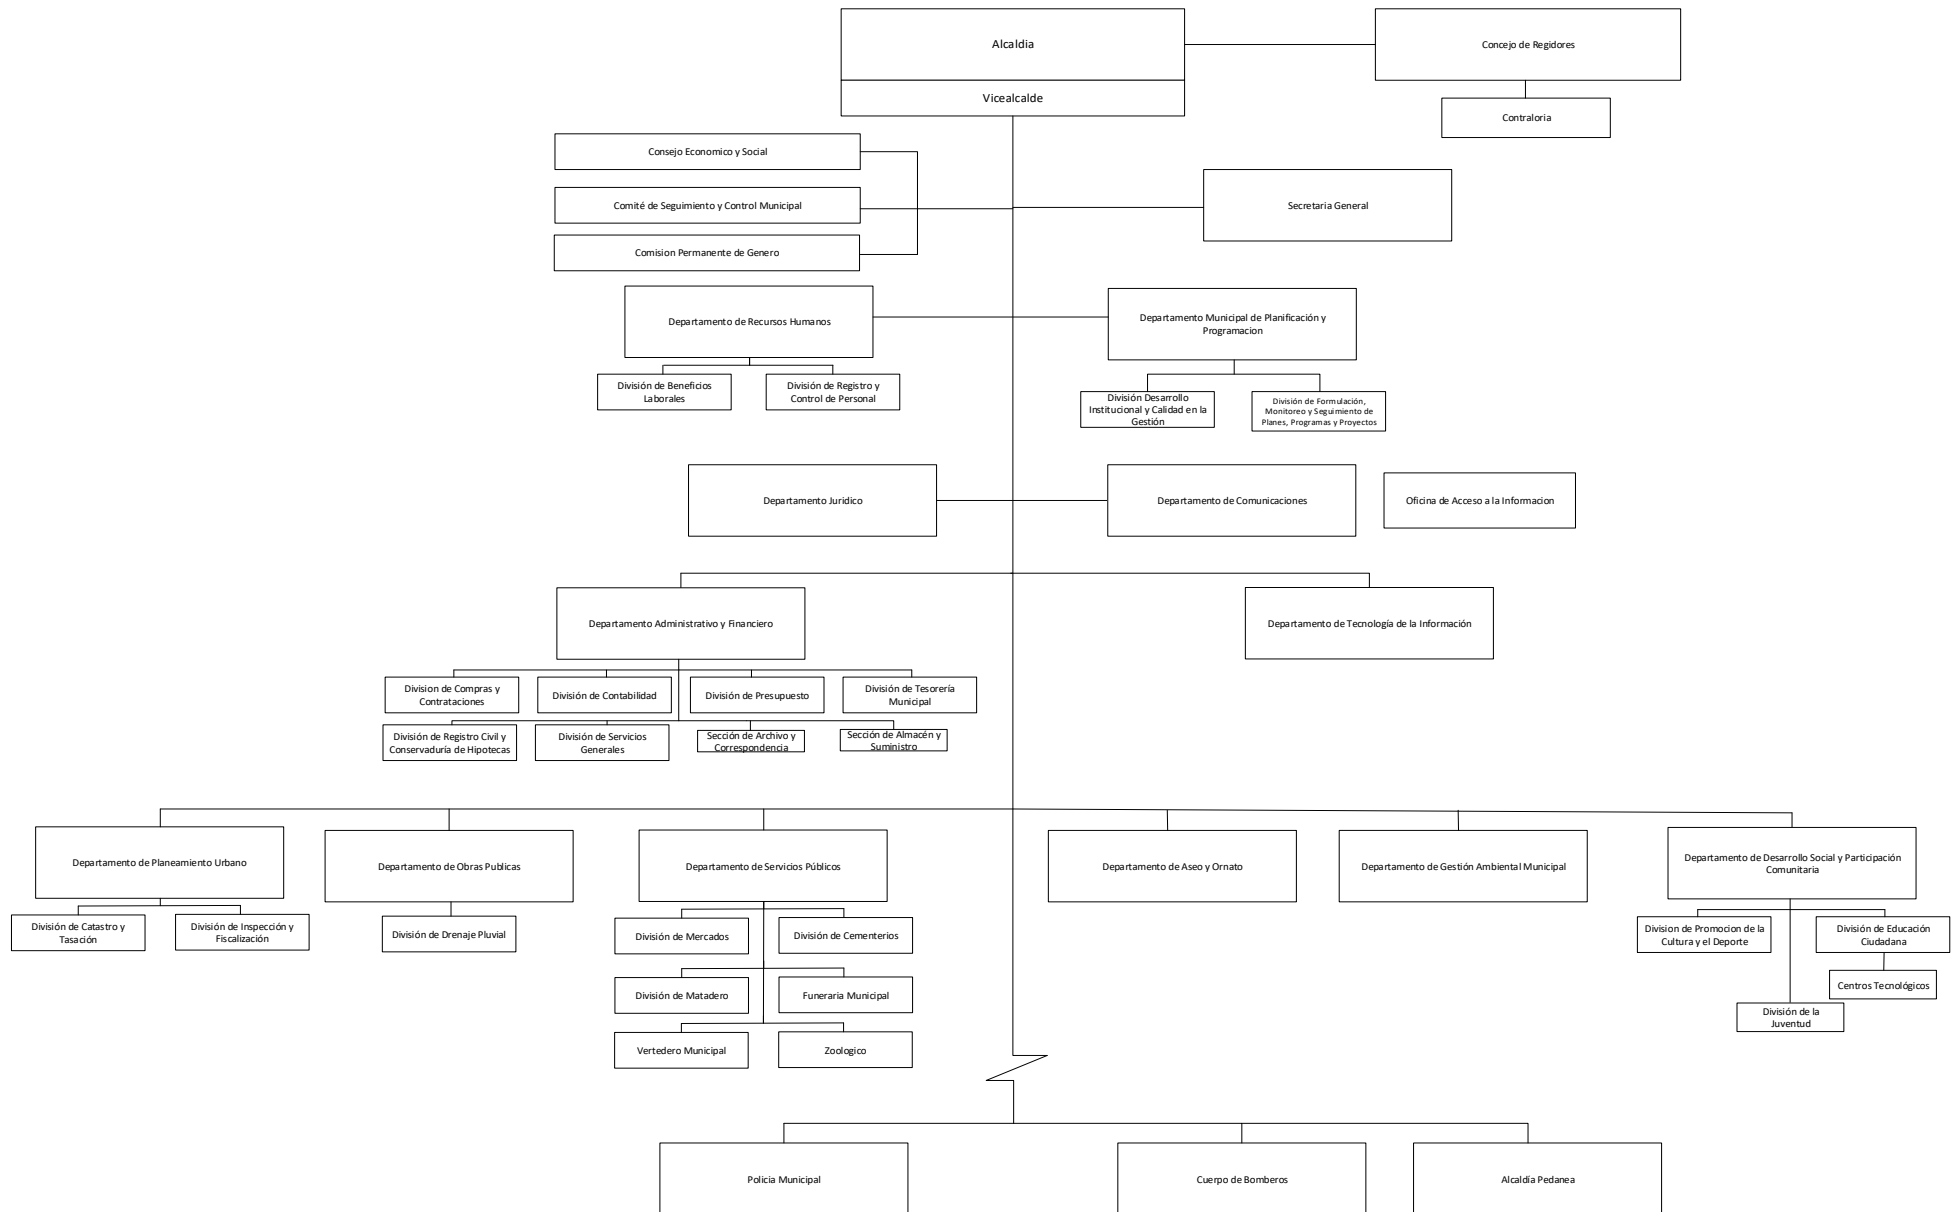 Alcaldia
Concejo de Regidores
Vicealcalde
Contraloria
Consejo Economico y Social
Comité de Seguimiento y Control Municipal
Secretaria General
Comision Permanente de Genero
Departamento de Recursos Humanos
Departamento Municipal de Planificación y
Programacion
División de Beneficios
Laborales
División de Registro y
Control de Personal
División Desarrollo
Institucional y Calidad en la
Gestión
División de Formulación,
Monitoreo y Seguimiento de
Planes, Programas y Proyectos
Departamento Juridico
Departamento de Comunicaciones
Oficina de Acceso a la Informacion
Departamento Administrativo y Financiero
Departamento de Tecnología de la Información
Division de Compras y
Contrataciones
División de Contabilidad
División de Presupuesto
División de Tesorería
Municipal
División de Registro Civil y
Conservaduría de Hipotecas
División de Servicios
Generales
Sección de Archivo y
Correspondencia
Sección de Almacén y
Suministro
Departamento de Planeamiento Urbano
Departamento de Obras Publicas
Departamento de Servicios Públicos
Departamento de Aseo y Ornato
Departamento de Gestión Ambiental Municipal
Departamento de Desarrollo Social y Participación
Comunitaria
División de Catastro y
Tasación
División de Inspección y
Fiscalización
División de Drenaje Pluvial
División de Mercados
División de Cementerios
Division de Promocion de la
Cultura y el Deporte
División de Educación
Ciudadana
División de Matadero
Funeraria Municipal
Centros Tecnológicos
División de la
Juventud
Vertedero Municipal
Zoologico
Policia Municipal
Cuerpo de Bomberos
Alcaldía Pedanea